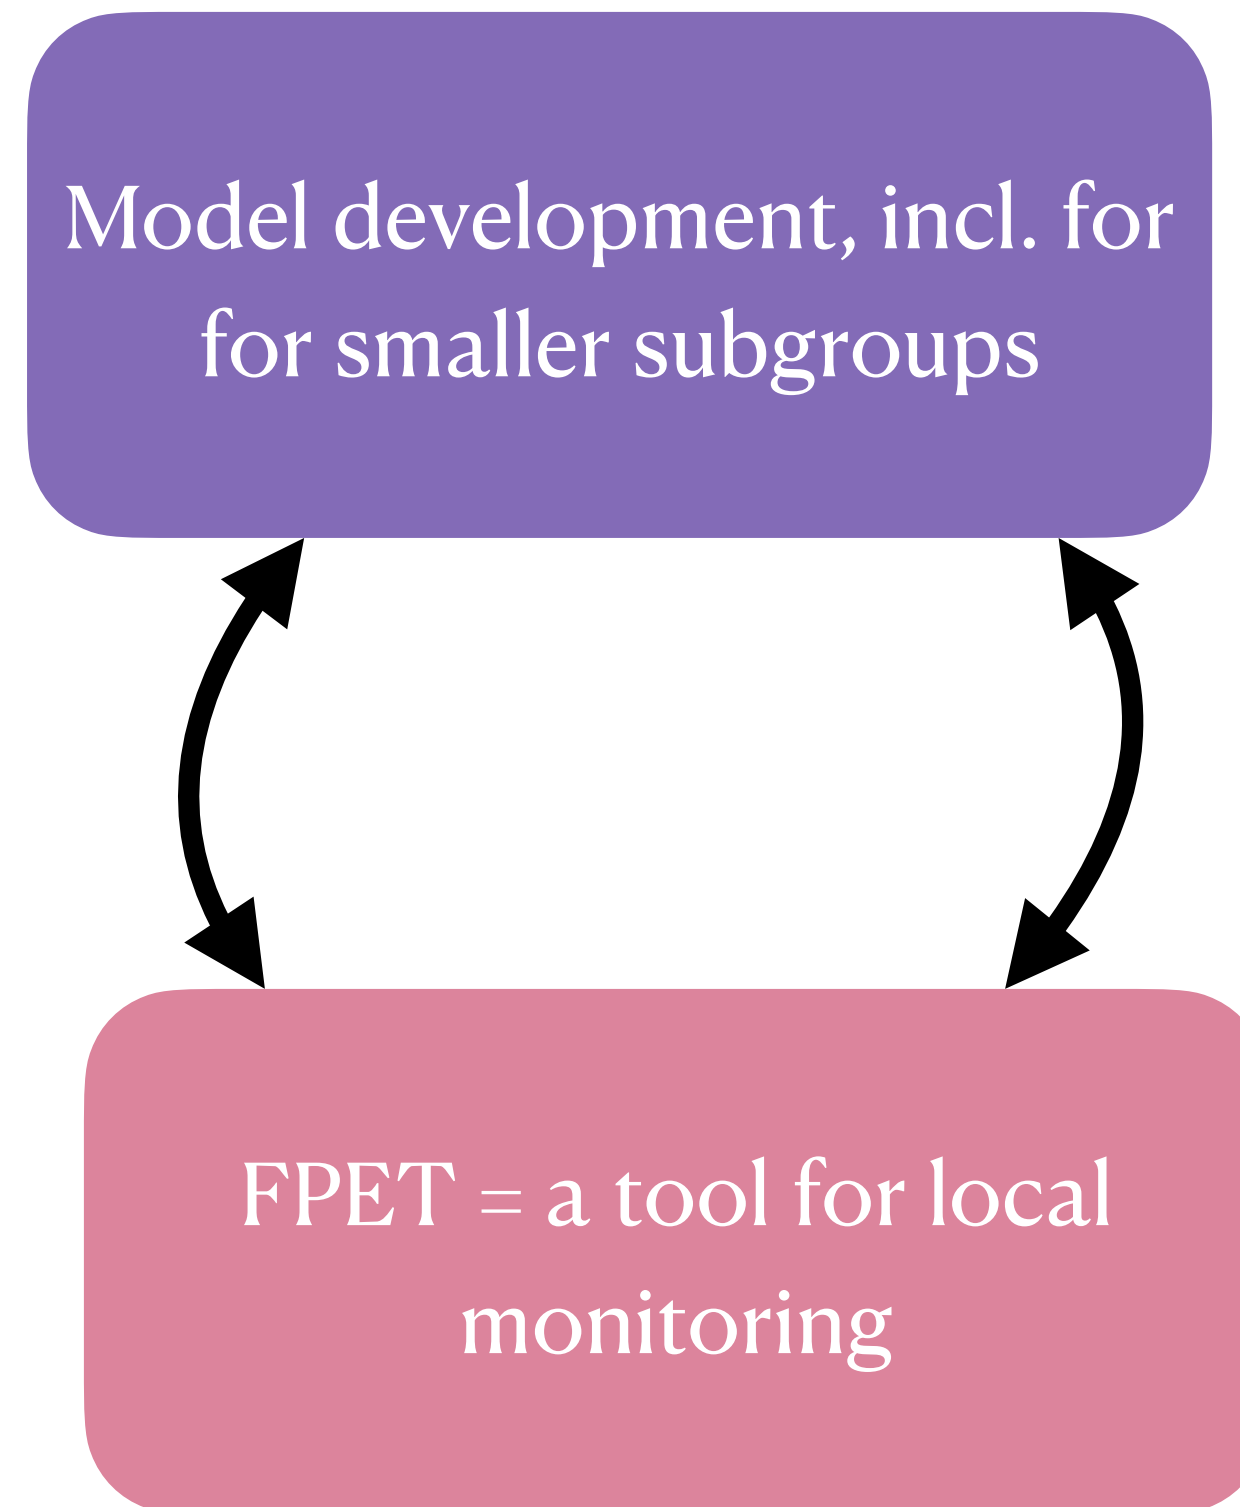 Model development, incl. for
for smaller subgroups
FPET = a tool for local
monitoring